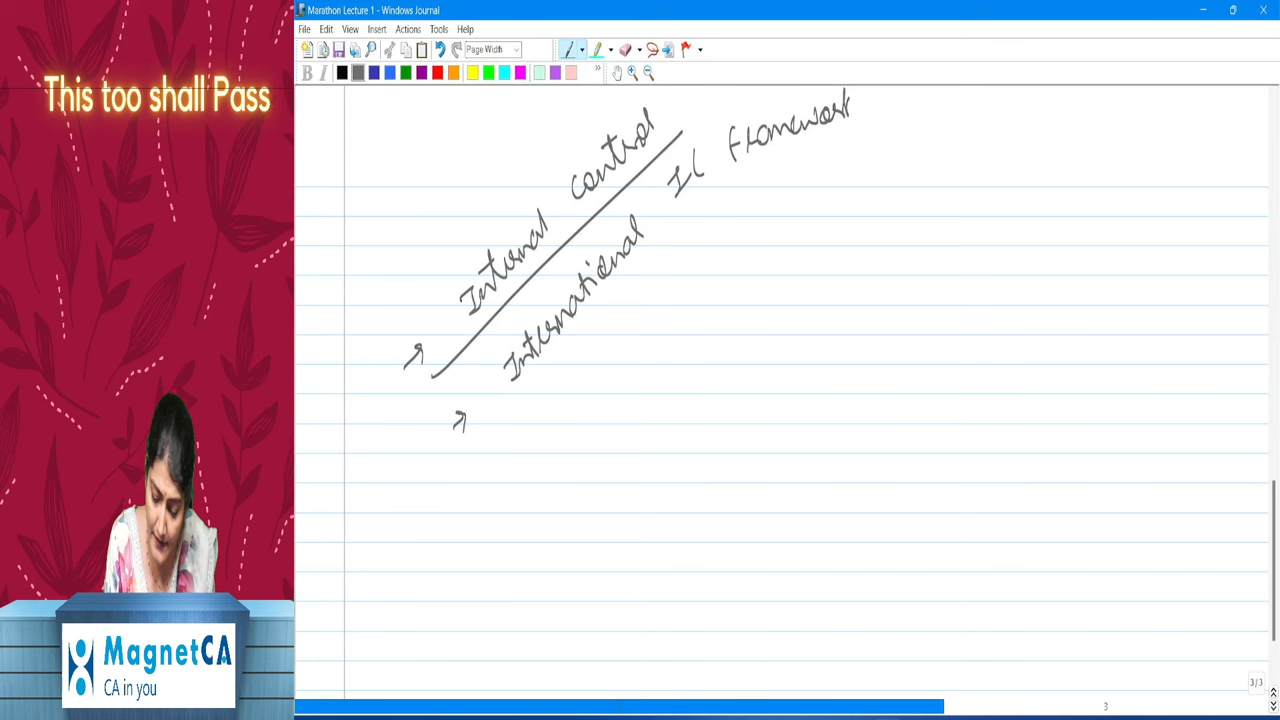 Marathon Lecture 1 - Windows Journal
File Edit View Insert Actions Tools Help
Page Width
B I
This too shall Pass
→ Internal control
International IC framework
→
MagnetCA
CA in you
3/3
3